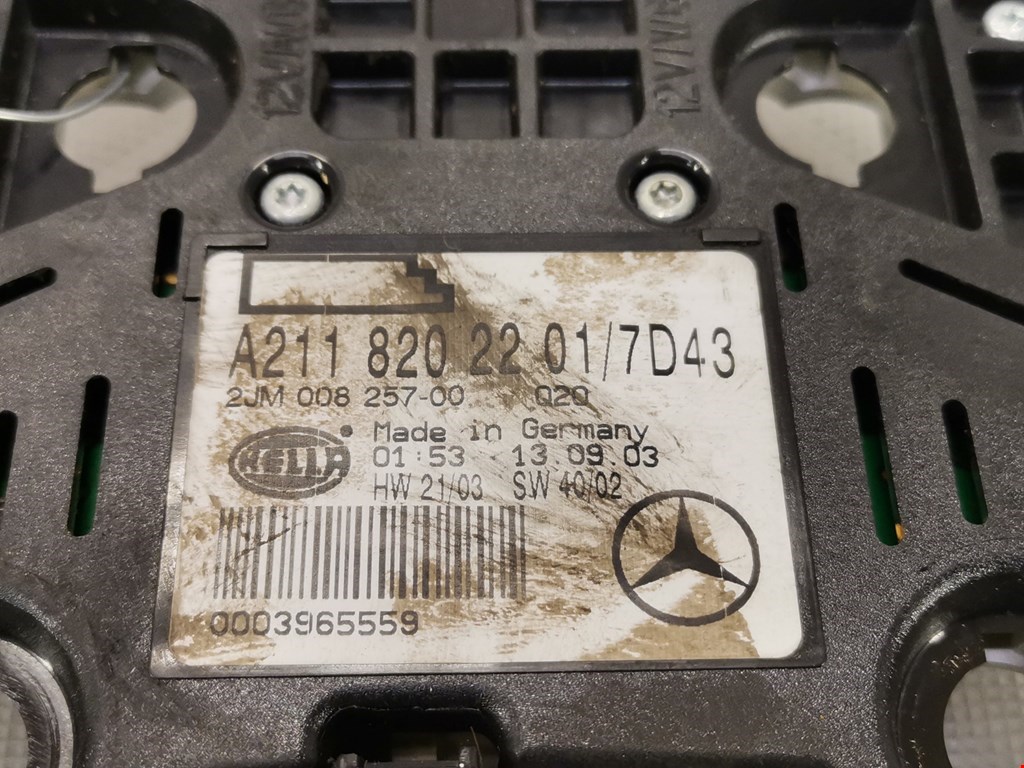 A211 820 22 01/7D43
2JM 008 257-00 Q2Q
HELLA
Made in Germany
01:53 13.09.03
HW 21/03 SW 40/02
0003965559